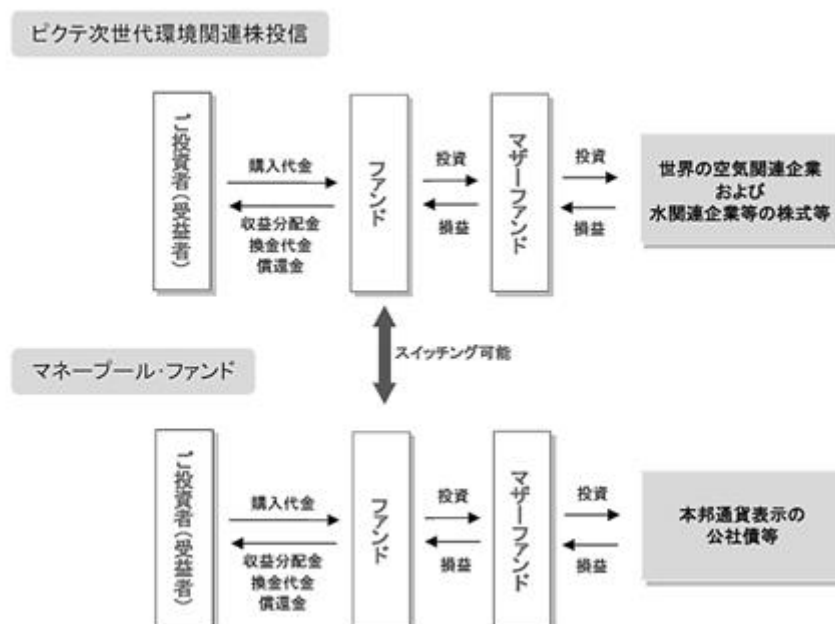 ピクテ次世代環境関連株投信
ご投資者(受益者)
購入代金
収益分配金
換金代金
償還金
ファンド
投資
損益
マザーファンド
投資
損益
世界の空気関連企業
および
水関連企業等の株式等
スイッチング可能
マネープール・ファンド
ご投資者(受益者)
購入代金
収益分配金
換金代金
償還金
ファンド
投資
損益
マザーファンド
投資
損益
本邦通貨表示の
公社債等